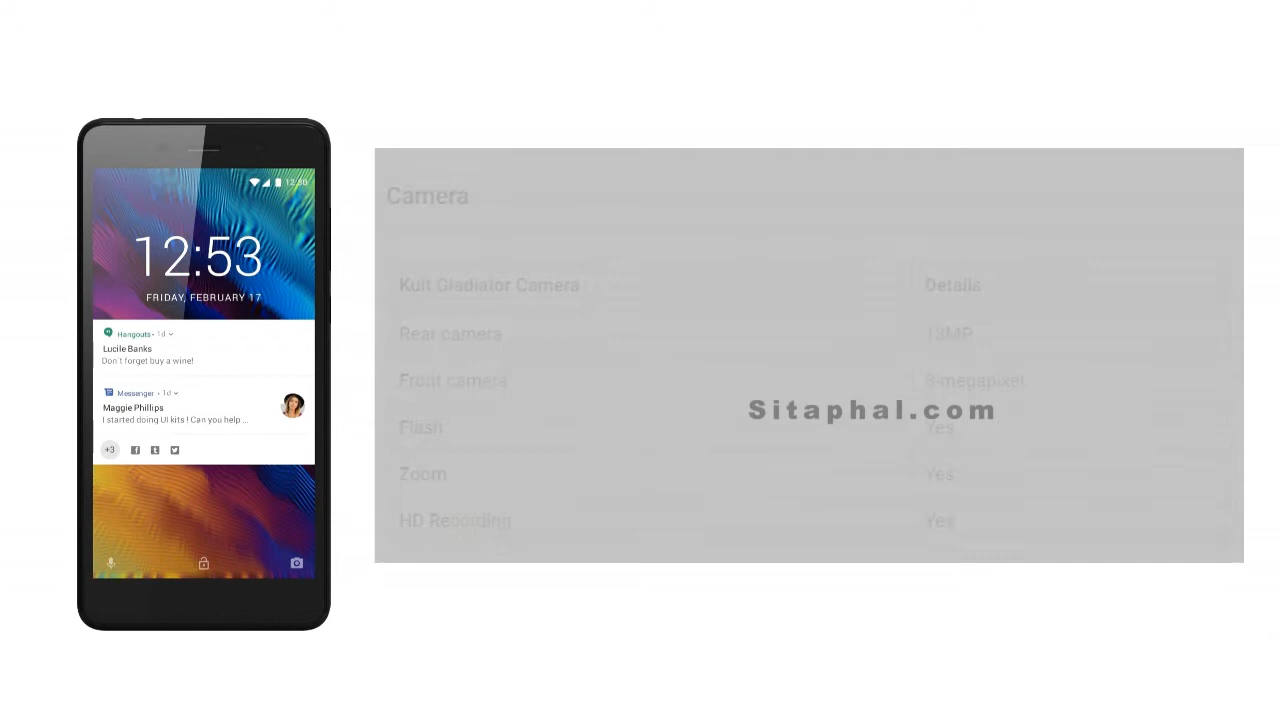 12:30
12:53
FRIDAY, FEBRUARY 17
Hangouts • 1d
Lucile Banks
Don't forget buy a wine!
Messenger • 1d
Maggie Phillips
I started doing UI kits ! Can you help ...
+3
Camera
Kult Gladiator Camera Details
Rear camera 13MP
Front camera 8-megapixel
Sitaphal.com
Flash Yes
Zoom Yes
HD Recording Yes